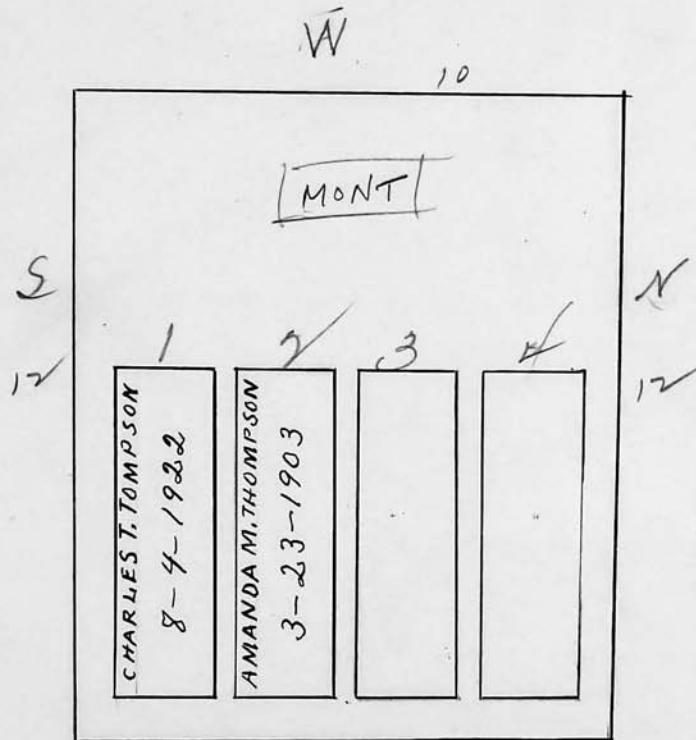 W
10
MONT
S
N
1
2
3
4
12
12
CHARLES T. TOMPSON
8-4-1922
AMANDA M. THOMPSON
3-23-1903